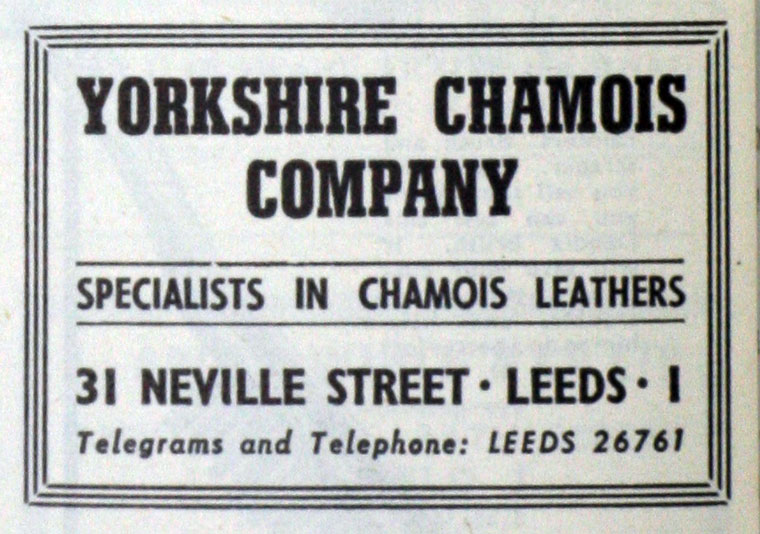 YORKSHIRE CHAMOIS
COMPANY
SPECIALISTS IN CHAMOIS LEATHERS
31 NEVILLE STREET · LEEDS · 1
Telegrams and Telephone: LEEDS 26761